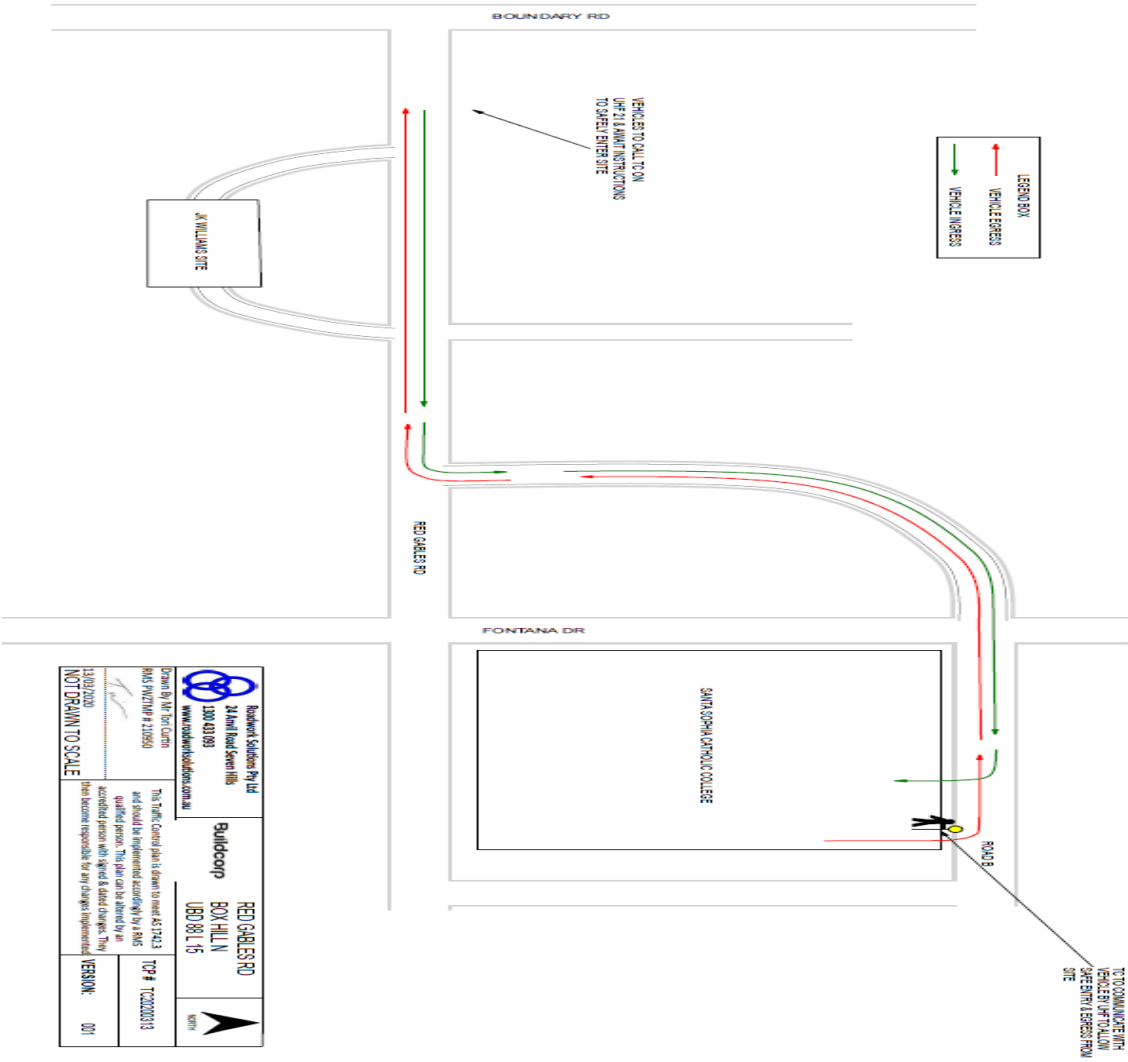 BOUNDARY RD
VEHICLES TO CALL TC ON
UHF 21 & AWAIT INSTRUCTIONS
TO SAFELY ENTER SITE
LEGEND BOX
VEHICLE EGRESS
VEHICLE INGRESS
JK WILLIAMS SITE
RED GABLES RD
FONTANA DR
SANTA SOPHIA CATHOLIC COLLEGE
ROAD B
TC TO COMMUNICATE WITH
VEHICLE BY UHF TO ALLOW
SAFE ENTRY & EGRESS FROM
SITE
Roadwork Solutions Pty Ltd
24 Anvil Road Seven Hills
1300 433 093
www.roadworksolutions.com.au
Buildcorp
RED GABLES RD
BOX HILL N
UBD 88 L 15
NORTH
Drawn By Mr Tori Curtin
RMS PWZTMP # 210950
13/03/2020
NOT DRAWN TO SCALE
This Traffic Control plan is drawn to meet AS 1742.3
and should be implemented accordingly by a RMS
qualified person. This plan can be altered by an
accredited person with signed & dated changes. They
then become responsible for any changes implemented
TCP # TC20200313
VERSION: 001